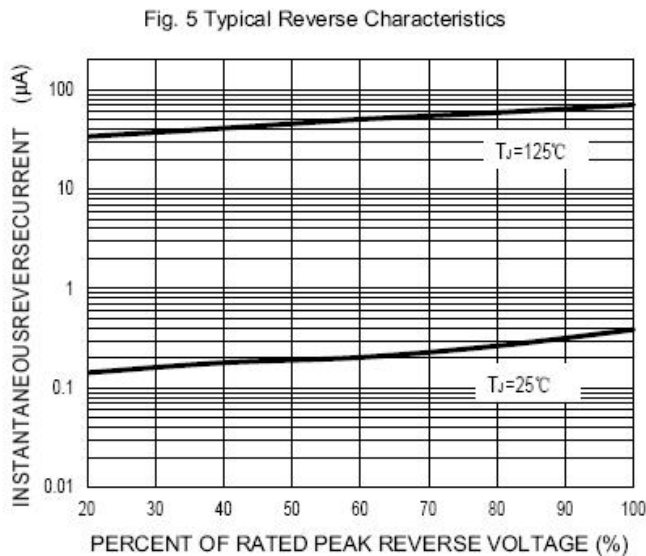 Fig. 5 Typical Reverse Characteristics
INSTANTANEOUSREVERSECURRENT (μA)
100
10
1
0.1
0.01
TJ=125℃
TJ=25℃
20 30 40 50 60 70 80 90 100
PERCENT OF RATED PEAK REVERSE VOLTAGE (%)